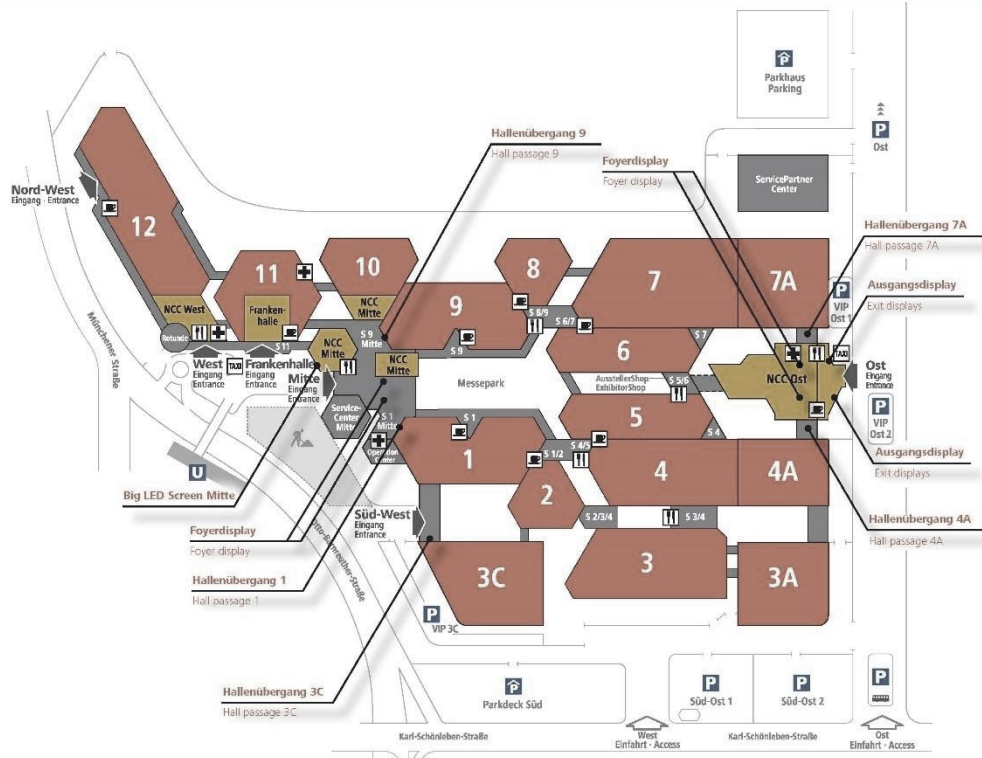 P
Parkhaus
Parking
P
Ost
Hallenübergang 9
Hall passage 9
Foyerdisplay
Foyer display
ServicePartner
Center
Nord-West
Eingang · Entrance
12
11
10
9
8
7
7A
Hallenübergang 7A
Hall passage 7A
P
VIP
Ost 1
Ausgangsdisplay
Exit displays
NCC West
Franken-
halle
NCC
Mitte
S 8/9
S 6/7
Rotunde
S 11
S 9
Mitte
S 9
S 7
6
West
Eingang
Entrance
TAXI
Frankenhalle
Eingang
Entrance
NCC
Mitte
NCC
Mitte
Mitte
Eingang
Entrance
Messepark
AusstellerShop
ExhibitorShop
S 5/6
NCC Ost
TAXI
Ost
Eingang
Entrance
Münchener Straße
Service-
Center
Mitte
S 1
Mitte
Operation
Center
S 1
5
S 4
P
VIP
Ost 2
1
S 1/2
S 4/5
4
4A
Ausgangsdisplay
Exit displays
U
Big LED Screen Mitte
2
Süd-West
Eingang
Entrance
S 2/3/4
S 3/4
Hallenübergang 4A
Hall passage 4A
Foyerdisplay
Foyer display
Otto-Bärnreuther-Straße
3C
3
3A
Hallenübergang 1
Hall passage 1
P
VIP 3C
Hallenübergang 3C
Hall passage 3C
P
Parkdeck Süd
P
Süd-Ost 1
P
Süd-Ost 2
P
Karl-Schönleben-Straße
West
Einfahrt · Access
Karl-Schönleben-Straße
Ost
Einfahrt · Access